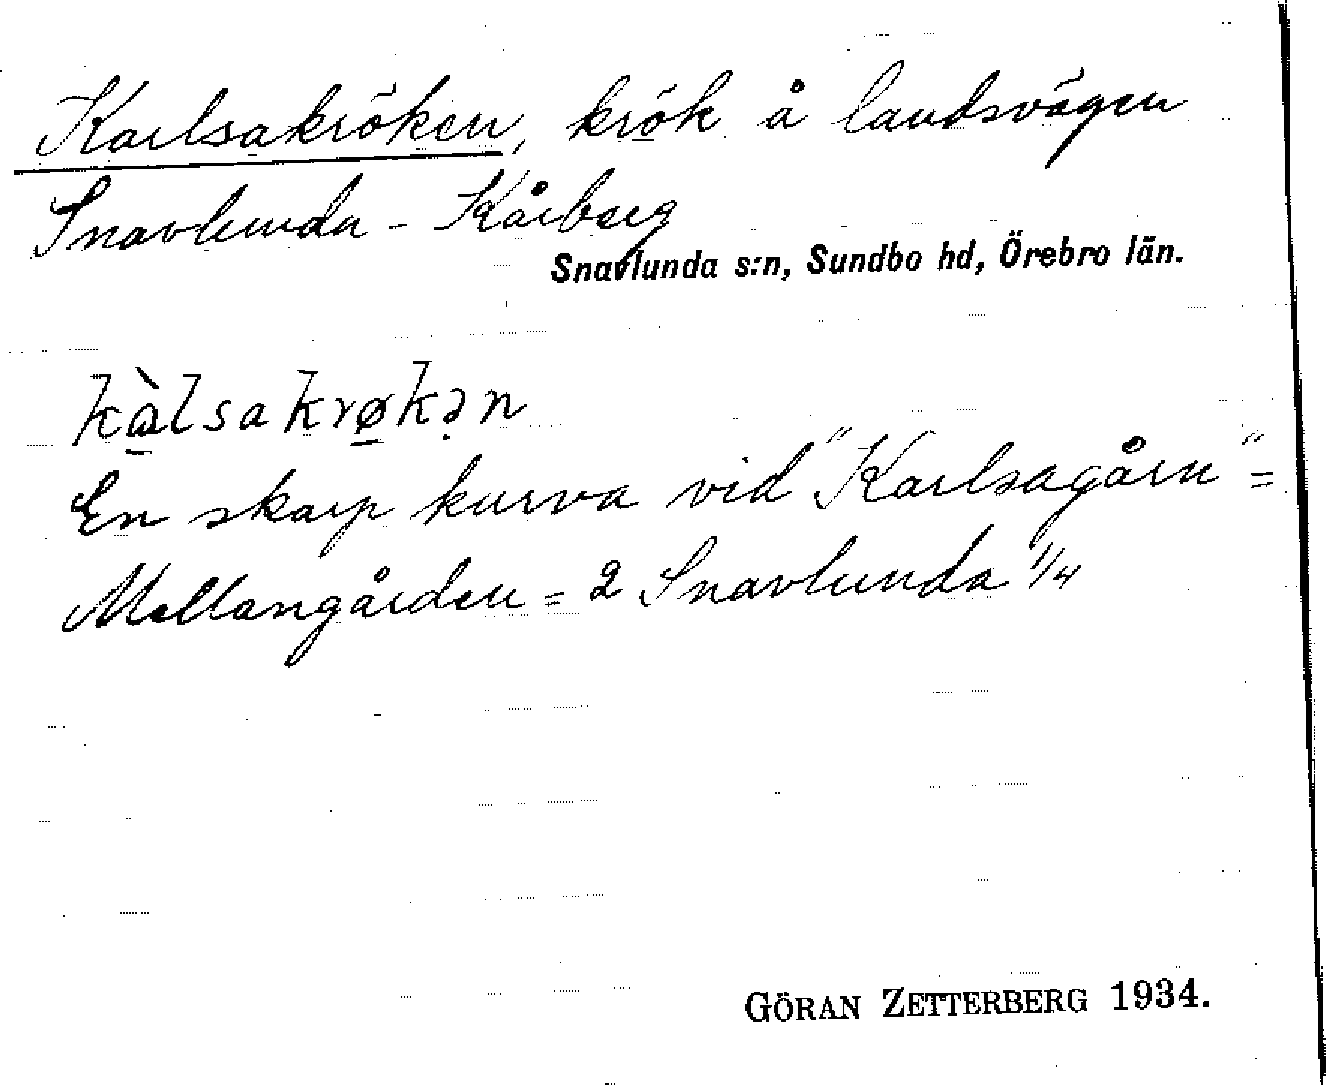 Karlsakröken, krök å landsvägen
Snavlunda - Kårberg
Snavlunda s:n, Sundbo hd, Örebro län.
kàlsakrøkən
En skarp kurva vid "Karlsagårn" =
Mellangården = 2 Snavlunda 1/4
GÖRAN ZETTERBERG 1934.